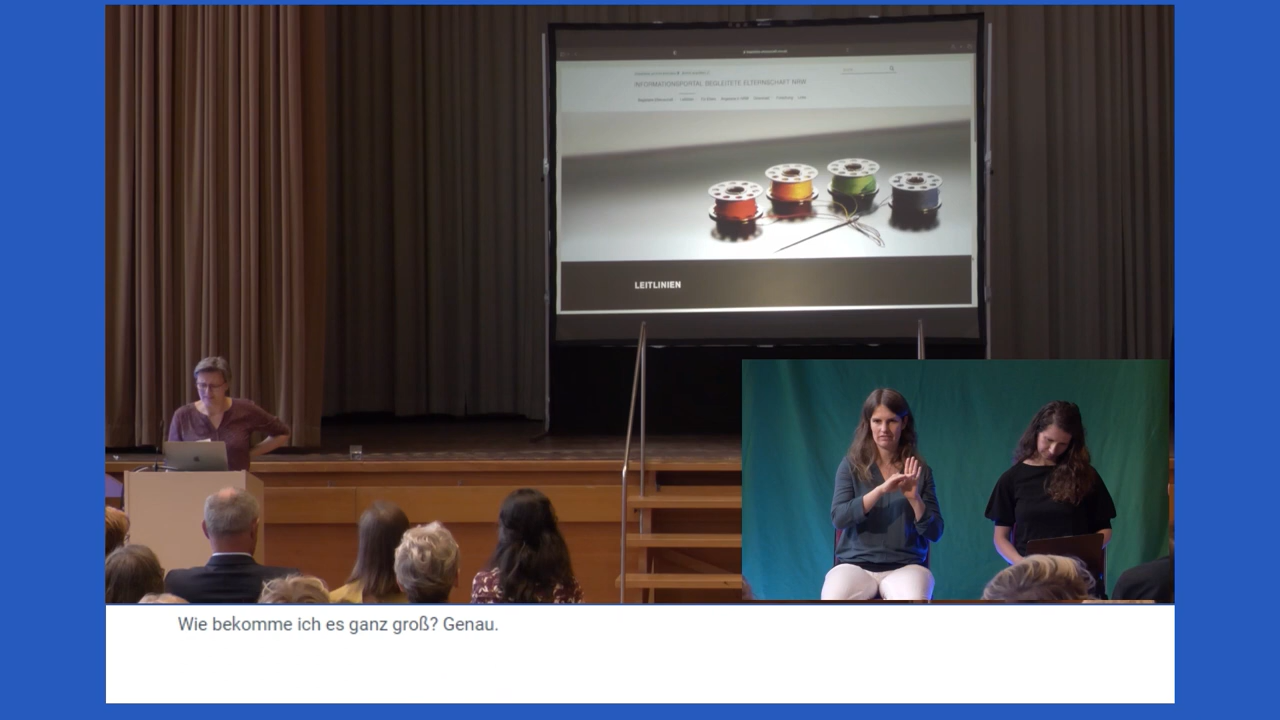 INFORMATIONSPORTAL BEGLEITETE ELTERNSCHAFT NRW
LEITLINIEN
Wie bekomme ich es ganz groß? Genau.